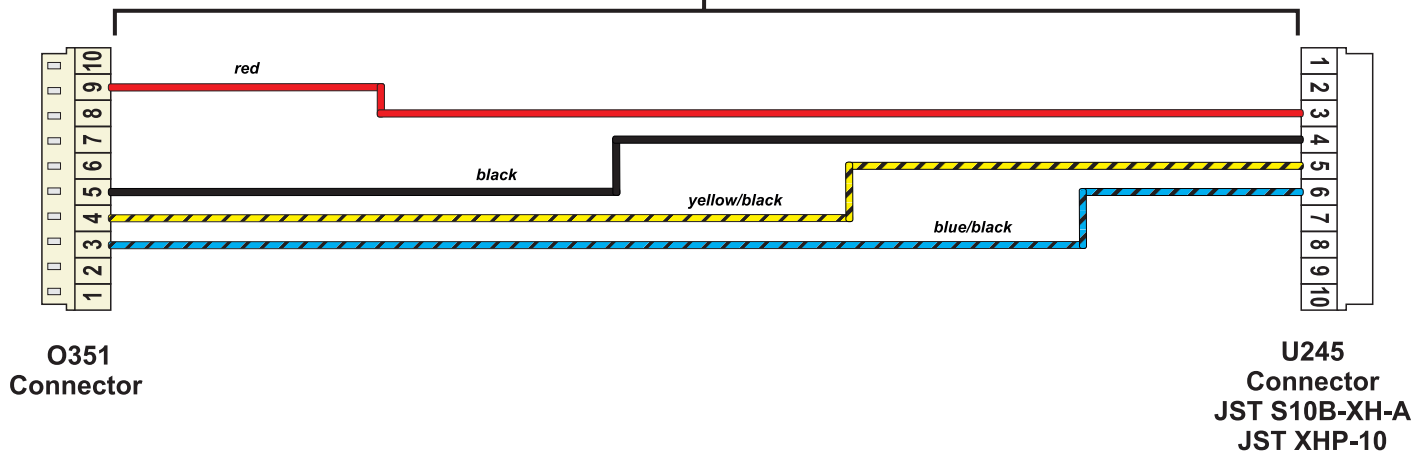 10
9
8
7
6
5
4
3
2
1
red
black
yellow/black
blue/black
1
2
3
4
5
6
7
8
9
10
O351
Connector
U245
Connector
JST S10B-XH-A
JST XHP-10